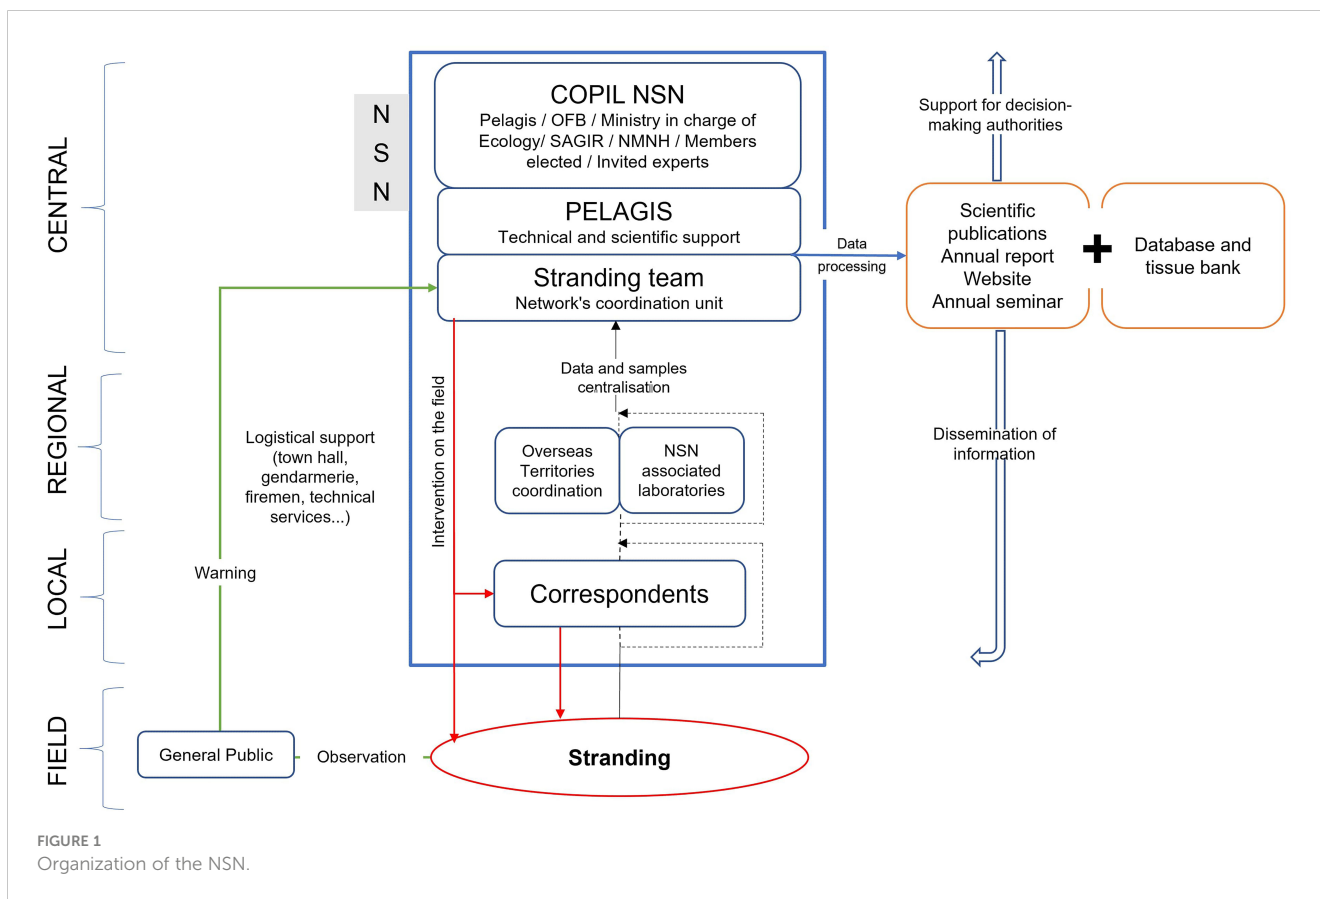 CENTRAL
REGIONAL
LOCAL
FIELD
N
S
N
COPIL NSN
Pelagis / OFB / Ministry in charge of
Ecology/ SAGIR / NMNH / Members
elected / Invited experts
PELAGIS
Technical and scientific support
Stranding team
Network's coordination unit
Data
processing
Support for decision-
making authorities
Scientific
publications
Annual report
Website
Annual seminar
+
Database and
tissue bank
Dissemination of
information
Data and samples
centralisation
Intervention on the field
Overseas
Territories
coordination
NSN
associated
laboratories
Logistical support
(town hall,
gendarmerie,
firemen, technical
services...)
Warning
Correspondents
General Public
Observation
Stranding
FIGURE 1
Organization of the NSN.